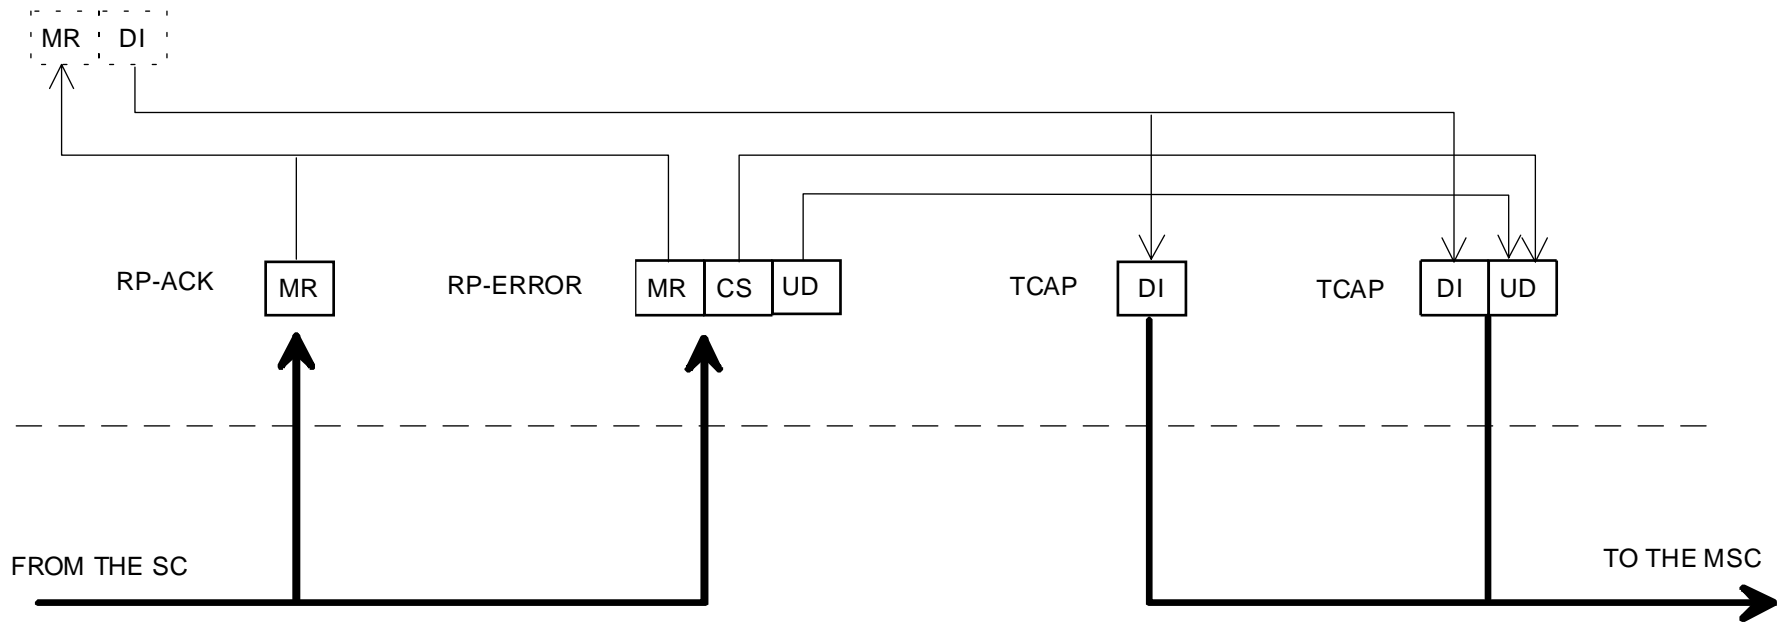 MR DI
RP-ACK MR RP-ERROR MR CS UD TCAP DI TCAP DI UD
FROM THE SC TO THE MSC